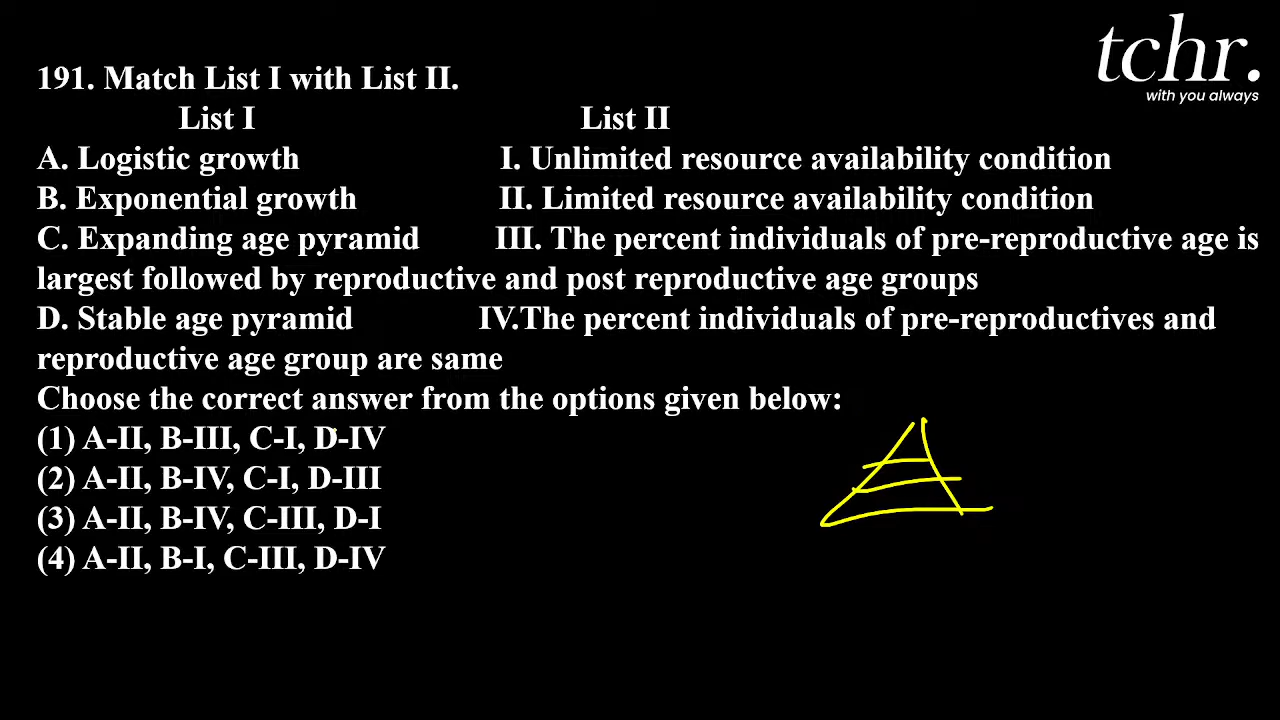 tchr.
with you always
191. Match List I with List II.
List I List II
A. Logistic growth I. Unlimited resource availability condition
B. Exponential growth II. Limited resource availability condition
C. Expanding age pyramid III. The percent individuals of pre-reproductive age is
largest followed by reproductive and post reproductive age groups
D. Stable age pyramid IV.The percent individuals of pre-reproductives and
reproductive age group are same
Choose the correct answer from the options given below:
(1) A-II, B-III, C-I, D-IV
(2) A-II, B-IV, C-I, D-III
(3) A-II, B-IV, C-III, D-I
(4) A-II, B-I, C-III, D-IV